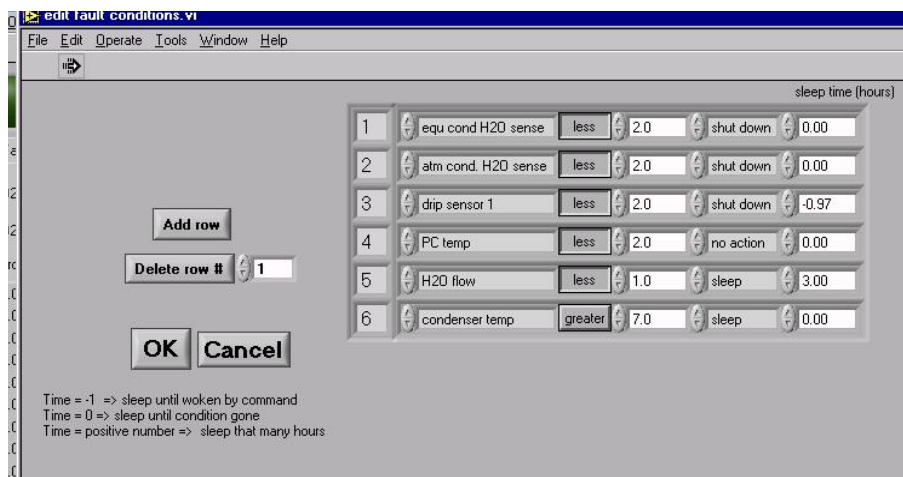 edit fault conditions.vi
File Edit Operate Tools Window Help
sleep time (hours)
1 equ cond H2O sense less 2.0 shut down 0.00
2 atm cond. H2O sense less 2.0 shut down 0.00
3 drip sensor 1 less 2.0 shut down -0.97
Add row
4 PC temp less 2.0 no action 0.00
Delete row # 1
5 H2O flow less 1.0 sleep 3.00
6 condenser temp greater 7.0 sleep 0.00
OK Cancel
Time = -1 => sleep until woken by command
Time = 0 => sleep until condition gone
Time = positive number => sleep that many hours